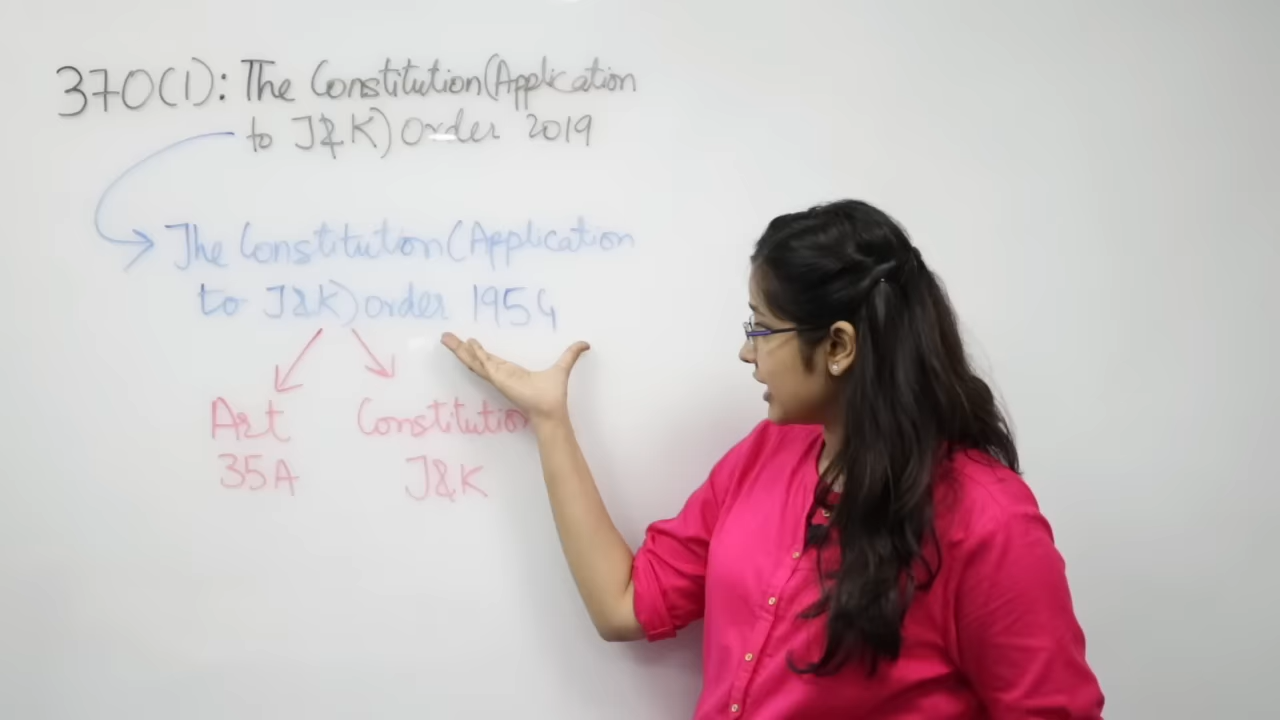 370(1): The Constitution (Application
to J&K) Order 2019
The Constitution (Application
to J&K) order 1954
Art Constitution
35A J&K